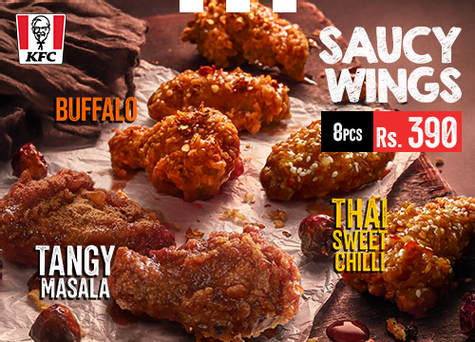 KFC
SAUCY
WINGS
8PCS Rs. 390
BUFFALO
THAI
SWEET
CHILLI
TANGY
MASALA